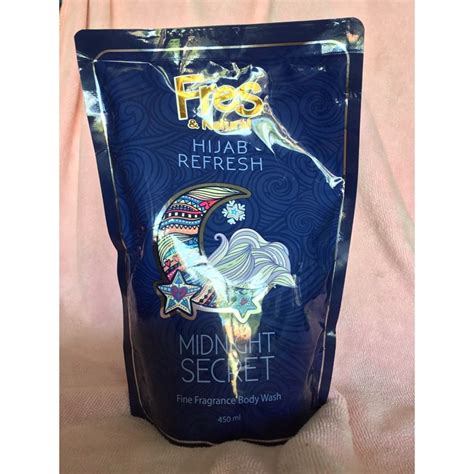 Fres
& Natural
HIJAB
REFRESH
MIDNIGHT
SECRET
Fine Fragrance Body Wash
450 ml